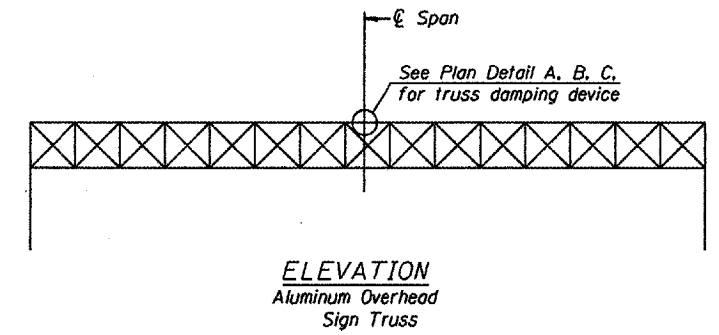 ℄ Span
See Plan Detail A, B, C,
for truss damping device
ELEVATION
Aluminum Overhead
Sign Truss